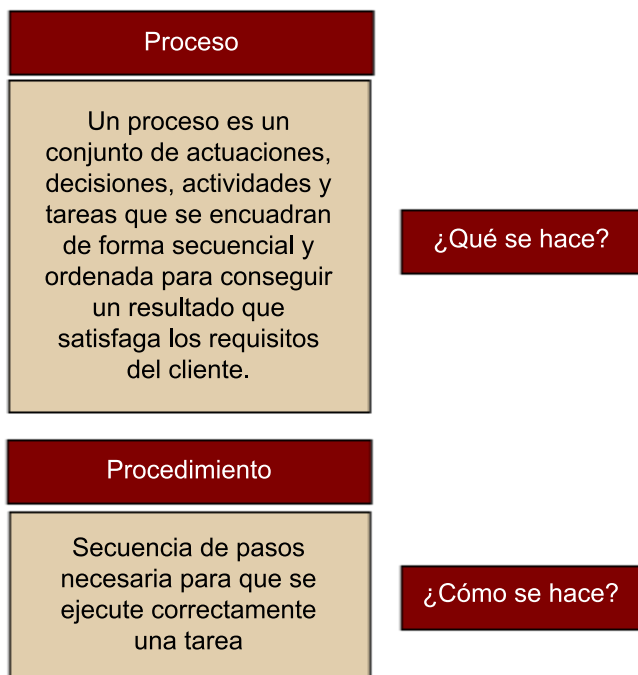 Proceso
Un proceso es un
conjunto de actuaciones,
decisiones, actividades y
tareas que se encuadran
de forma secuencial y
ordenada para conseguir
un resultado que
satisfaga los requisitos
del cliente.
¿Qué se hace?
Procedimiento
Secuencia de pasos
necesaria para que se
ejecute correctamente
una tarea
¿Cómo se hace?